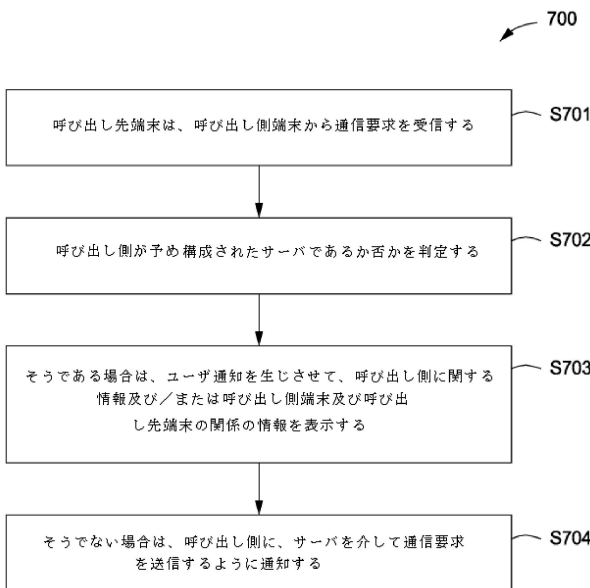 700
呼び出し先端末は、呼び出し側端末から通信要求を受信する
S701
呼び出し側が予め構成されたサーバであるか否かを判定する
S702
そうである場合は、ユーザ通知を生じさせて、呼び出し側に関する
情報及び／または呼び出し側端末及び呼び出
し先端末の関係の情報を表示する
S703
そうでない場合は、呼び出し側に、サーバを介して通信要求
を送信するように通知する
S704